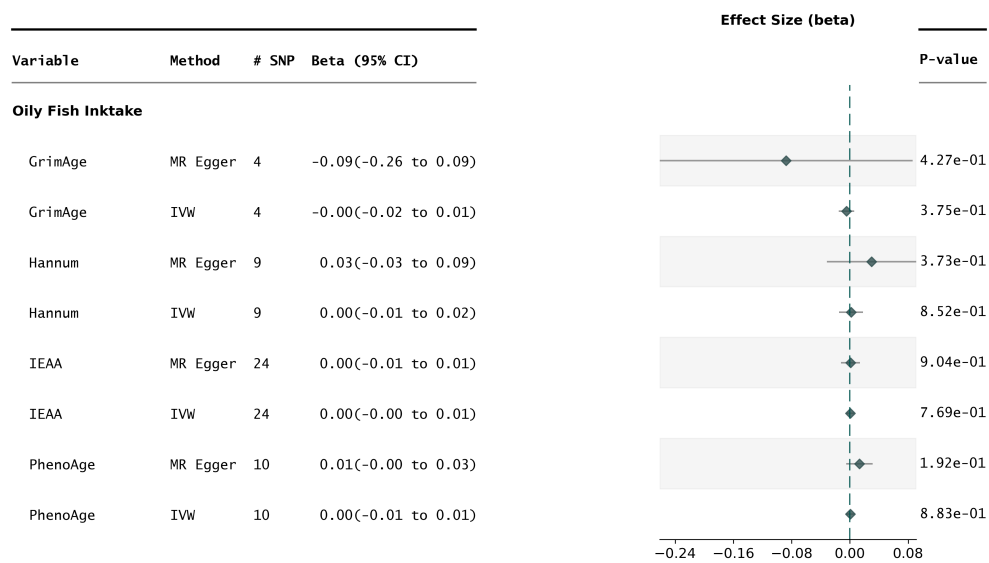 Effect Size (beta)
Variable Method # SNP Beta (95% CI) P-value
Oily Fish Inktake
GrimAge MR Egger 4 -0.09(-0.26 to 0.09) 4.27e-01
GrimAge IVW 4 -0.00(-0.02 to 0.01) 3.75e-01
Hannum MR Egger 9 0.03(-0.03 to 0.09) 3.73e-01
Hannum IVW 9 0.00(-0.01 to 0.02) 8.52e-01
IEAA MR Egger 24 0.00(-0.01 to 0.01) 9.04e-01
IEAA IVW 24 0.00(-0.00 to 0.01) 7.69e-01
PhenoAge MR Egger 10 0.01(-0.00 to 0.03) 1.92e-01
PhenoAge IVW 10 0.00(-0.01 to 0.01) 8.83e-01
−0.24 −0.16 −0.08 0.00 0.08